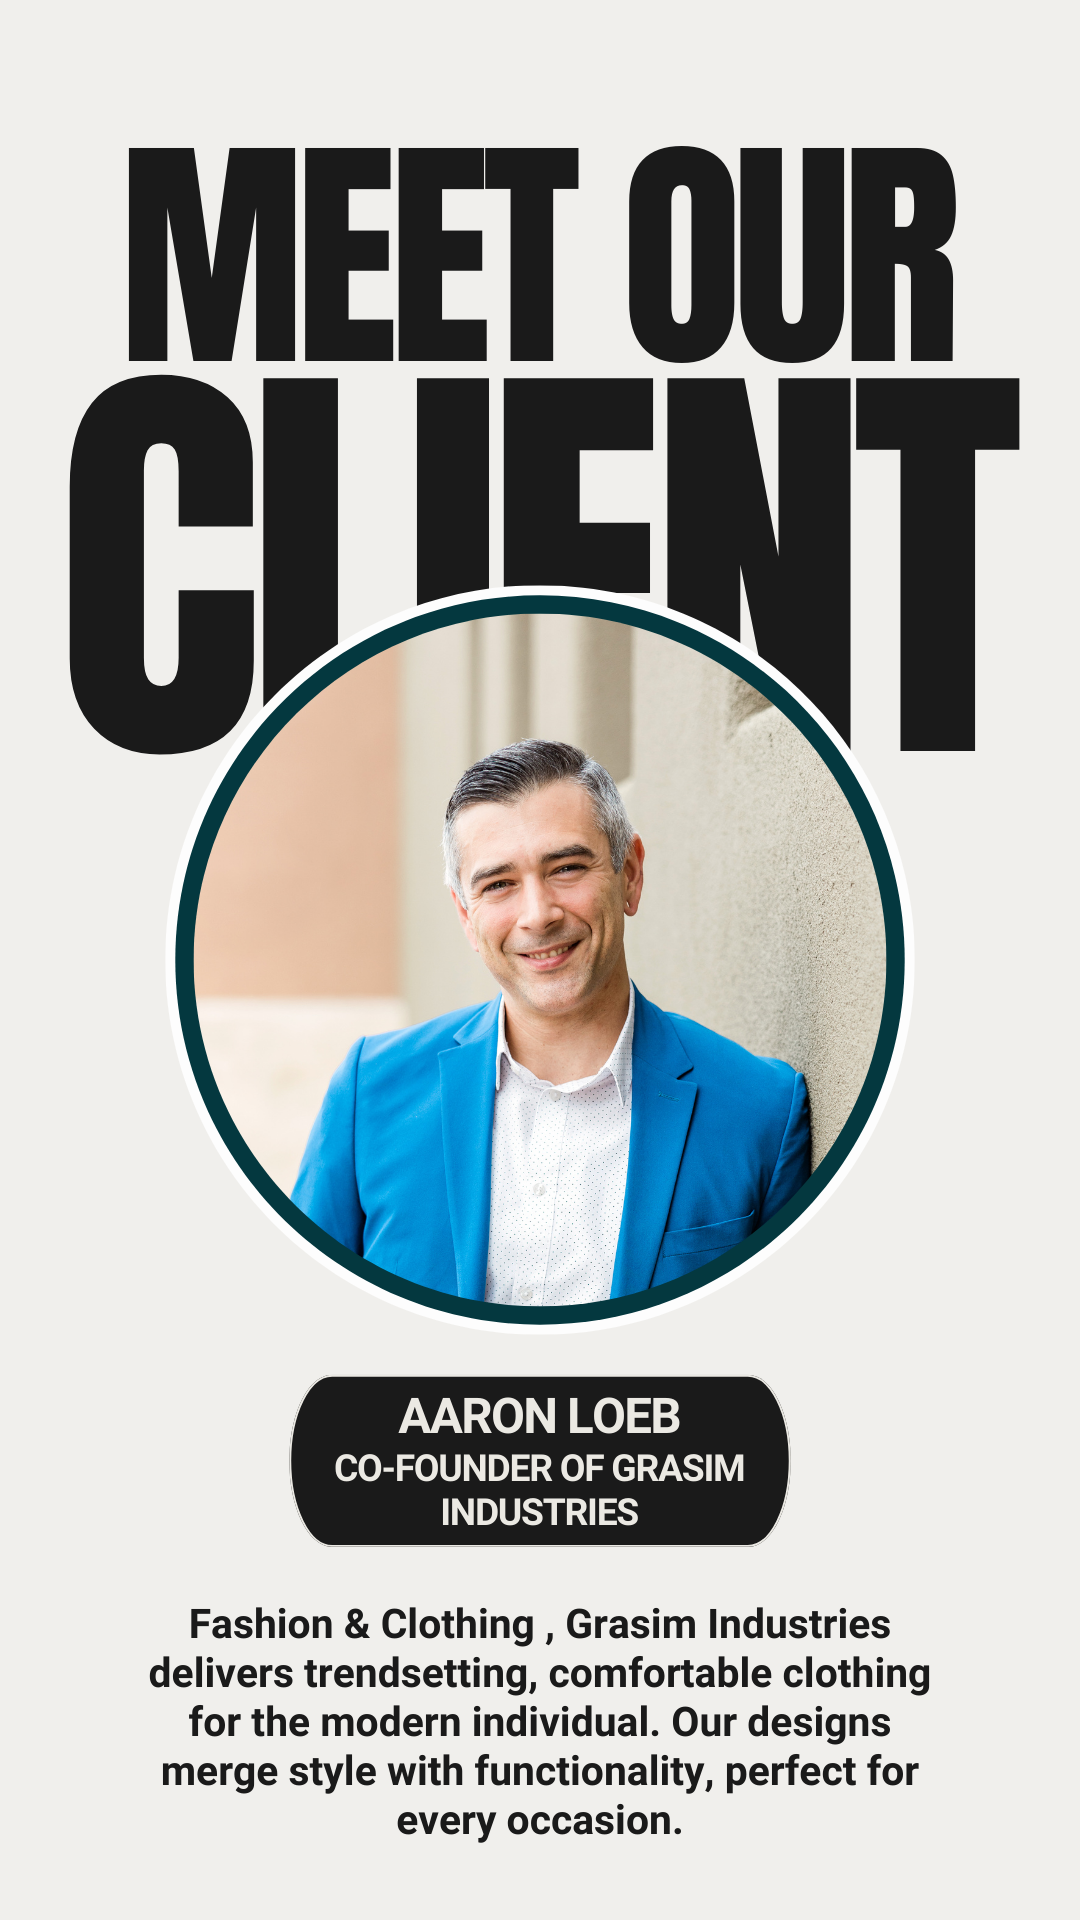 MEET OUR
CLIENT
AARON LOEB
CO-FOUNDER OF GRASIM
INDUSTRIES
Fashion & Clothing , Grasim Industries
delivers trendsetting, comfortable clothing
for the modern individual. Our designs
merge style with functionality, perfect for
every occasion.